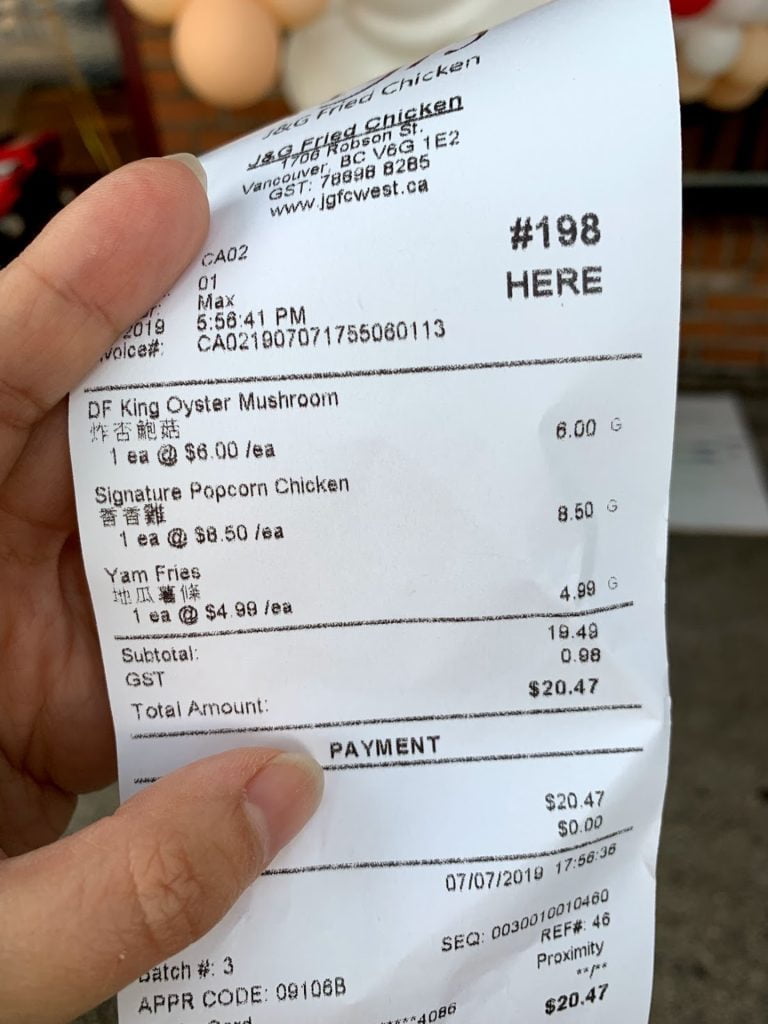 J&G Fried Chicken
J&G Fried Chicken
1706 Robson St.
Vancouver, BC V6G 1E2
GST: 78898 8285
www.jgfcwest.ca
#198
HERE
CA02
01
Max
2019 5:56:41 PM
voice#: CA021907071755060113
DF King Oyster Mushroom
炸杏鮑菇
1 ea @ $6.00 /ea 6.00 G
Signature Popcorn Chicken
香香雞
1 ea @ $8.50 /ea 8.50 G
Yam Fries
地瓜薯條
1 ea @ $4.99 /ea 4.99 G
Subtotal: 19.49
GST 0.98
Total Amount: $20.47
PAYMENT
$20.47
$0.00
07/07/2019 17:56:36
SEQ: 0030010010460
Batch #: 3 REF#: 46
APPR CODE: 09106B Proximity
*****4086 **/**
$20.47